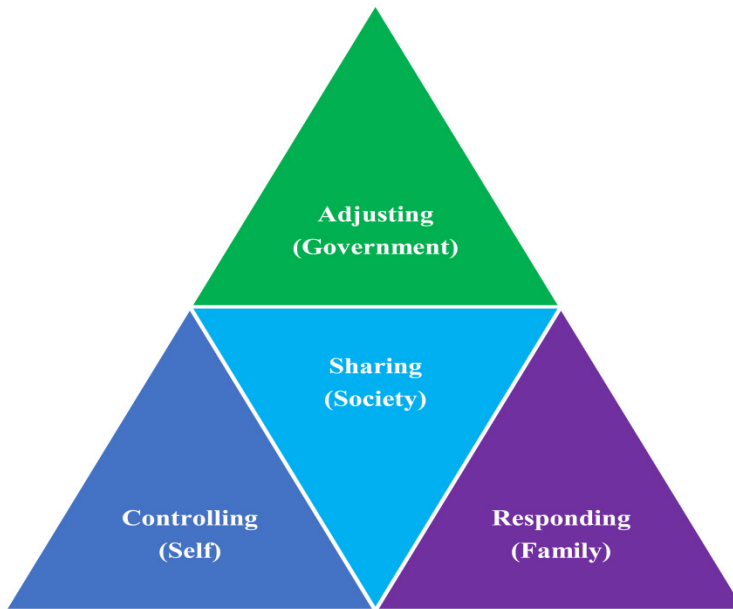 Adjusting
(Government)
Sharing
(Society)
Controlling
(Self)
Responding
(Family)